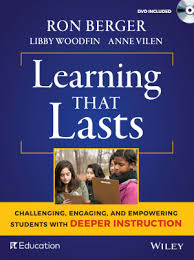 DVD INCLUDED
RON BERGER
LIBBY WOODFIN ANNE VILEN
Learning
THAT
Lasts
CHALLENGING, ENGAGING, AND EMPOWERING
STUDENTS WITH DEEPER INSTRUCTION
Education
WILEY